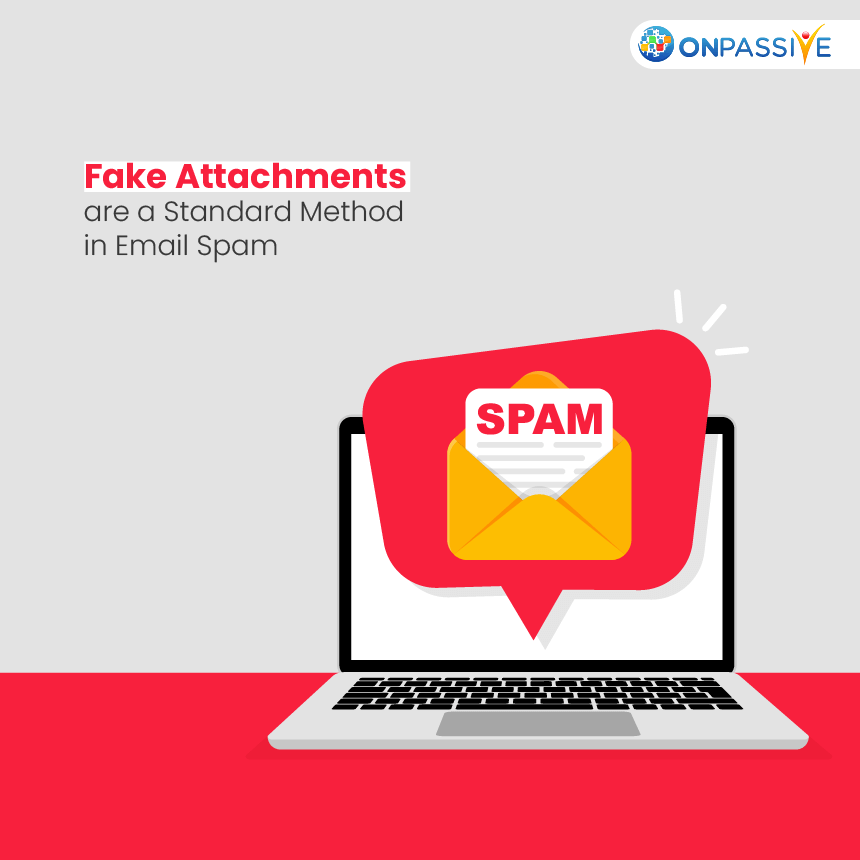 ONPASSIVE
Fake Attachments
are a Standard Method
in Email Spam
SPAM